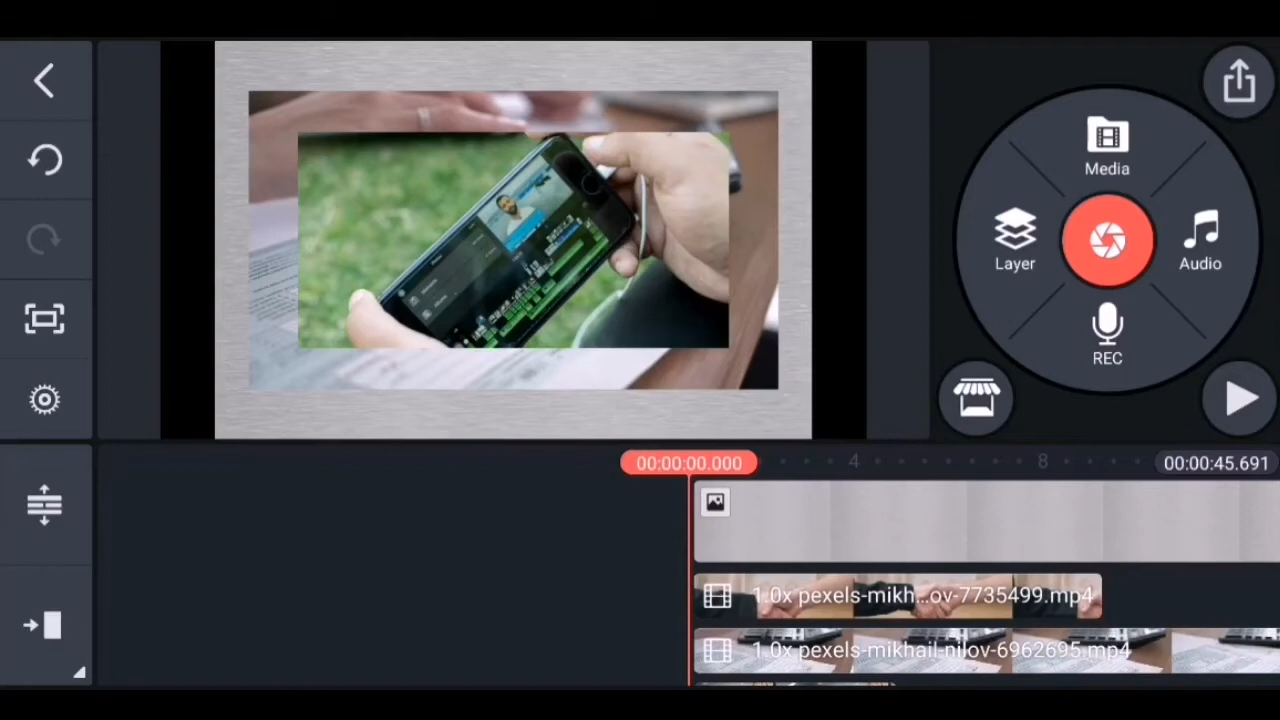 Media
Layer
Audio
REC
00:00:00.000
4
8
00:00:45.691
1.0x pexels-mikh...ov-7735499.mp4
1.0x pexels-mikhail-nilov-6962695.mp4